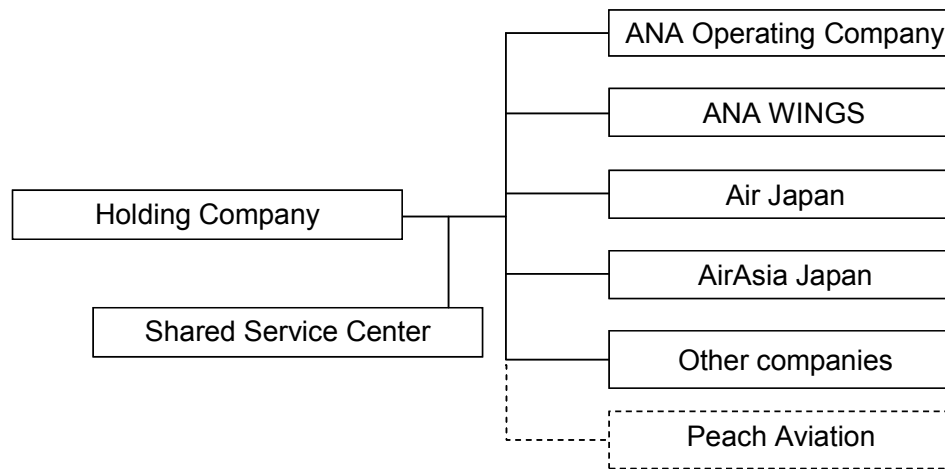 ANA Operating Company
ANA WINGS
Air Japan
Holding Company
AirAsia Japan
Shared Service Center
Other companies
Peach Aviation